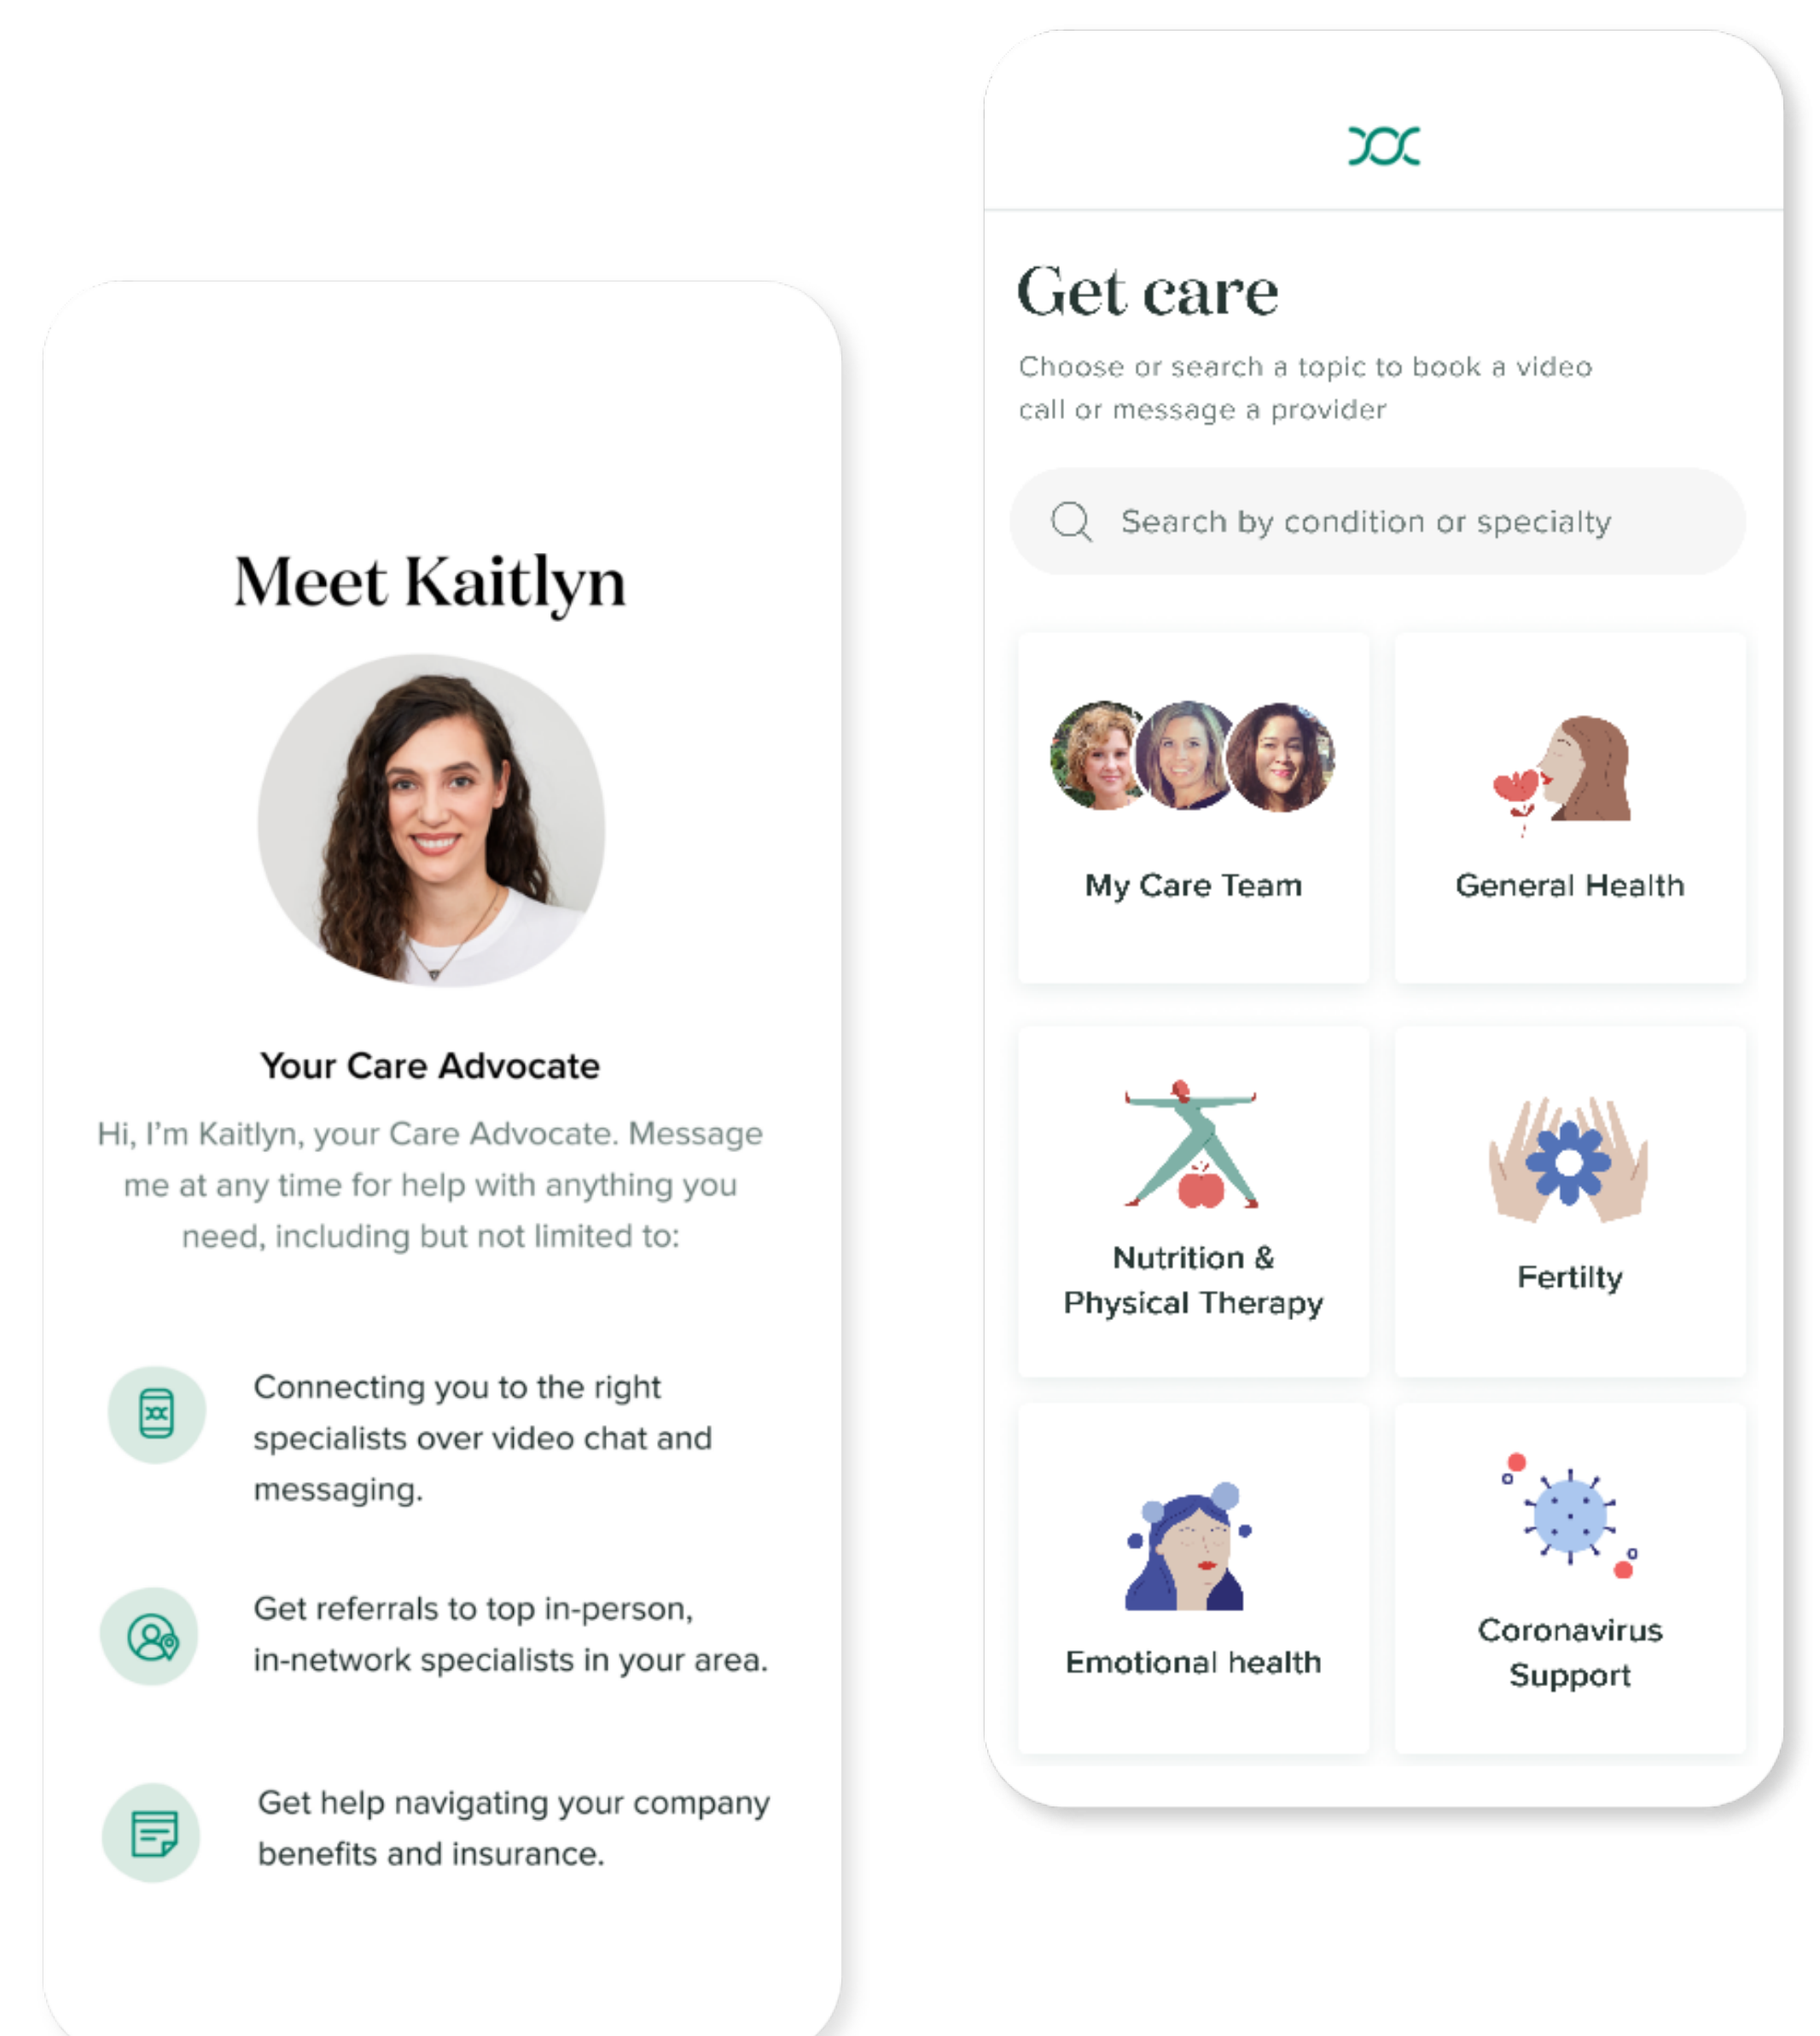 Meet Kaitlyn
Your Care Advocate
Hi, I'm Kaitlyn, your Care Advocate. Message
me at any time for help with anything you
need, including but not limited to:
Connecting you to the right
specialists over video chat and
messaging.
Get referrals to top in-person,
in-network specialists in your area.
Get help navigating your company
benefits and insurance.
Get care
Choose or search a topic to book a video
call or message a provider
Search by condition or specialty
My Care Team
General Health
Nutrition &
Physical Therapy
Fertilty
Emotional health
Coronavirus
Support